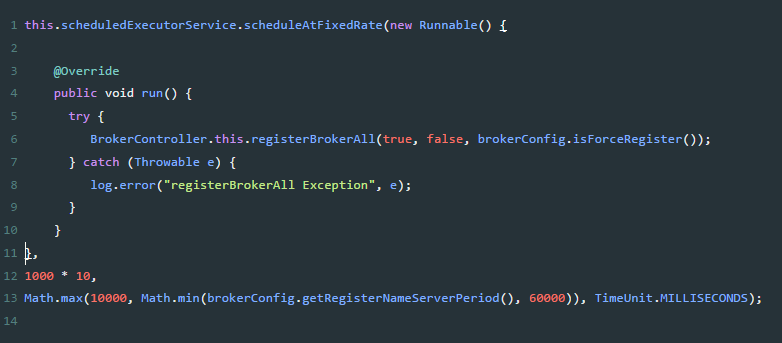 1 this.scheduledExecutorService.scheduleAtFixedRate(new Runnable() {
2
3     @Override
4     public void run() {
5       try {
6          BrokerController.this.registerBrokerAll(true, false, brokerConfig.isForceRegister());
7       } catch (Throwable e) {
8          log.error("registerBrokerAll Exception", e);
9       }
10     }
11 },
12 1000 * 10,
13 Math.max(10000, Math.min(brokerConfig.getRegisterNameServerPeriod(), 60000)), TimeUnit.MILLISECONDS);
14